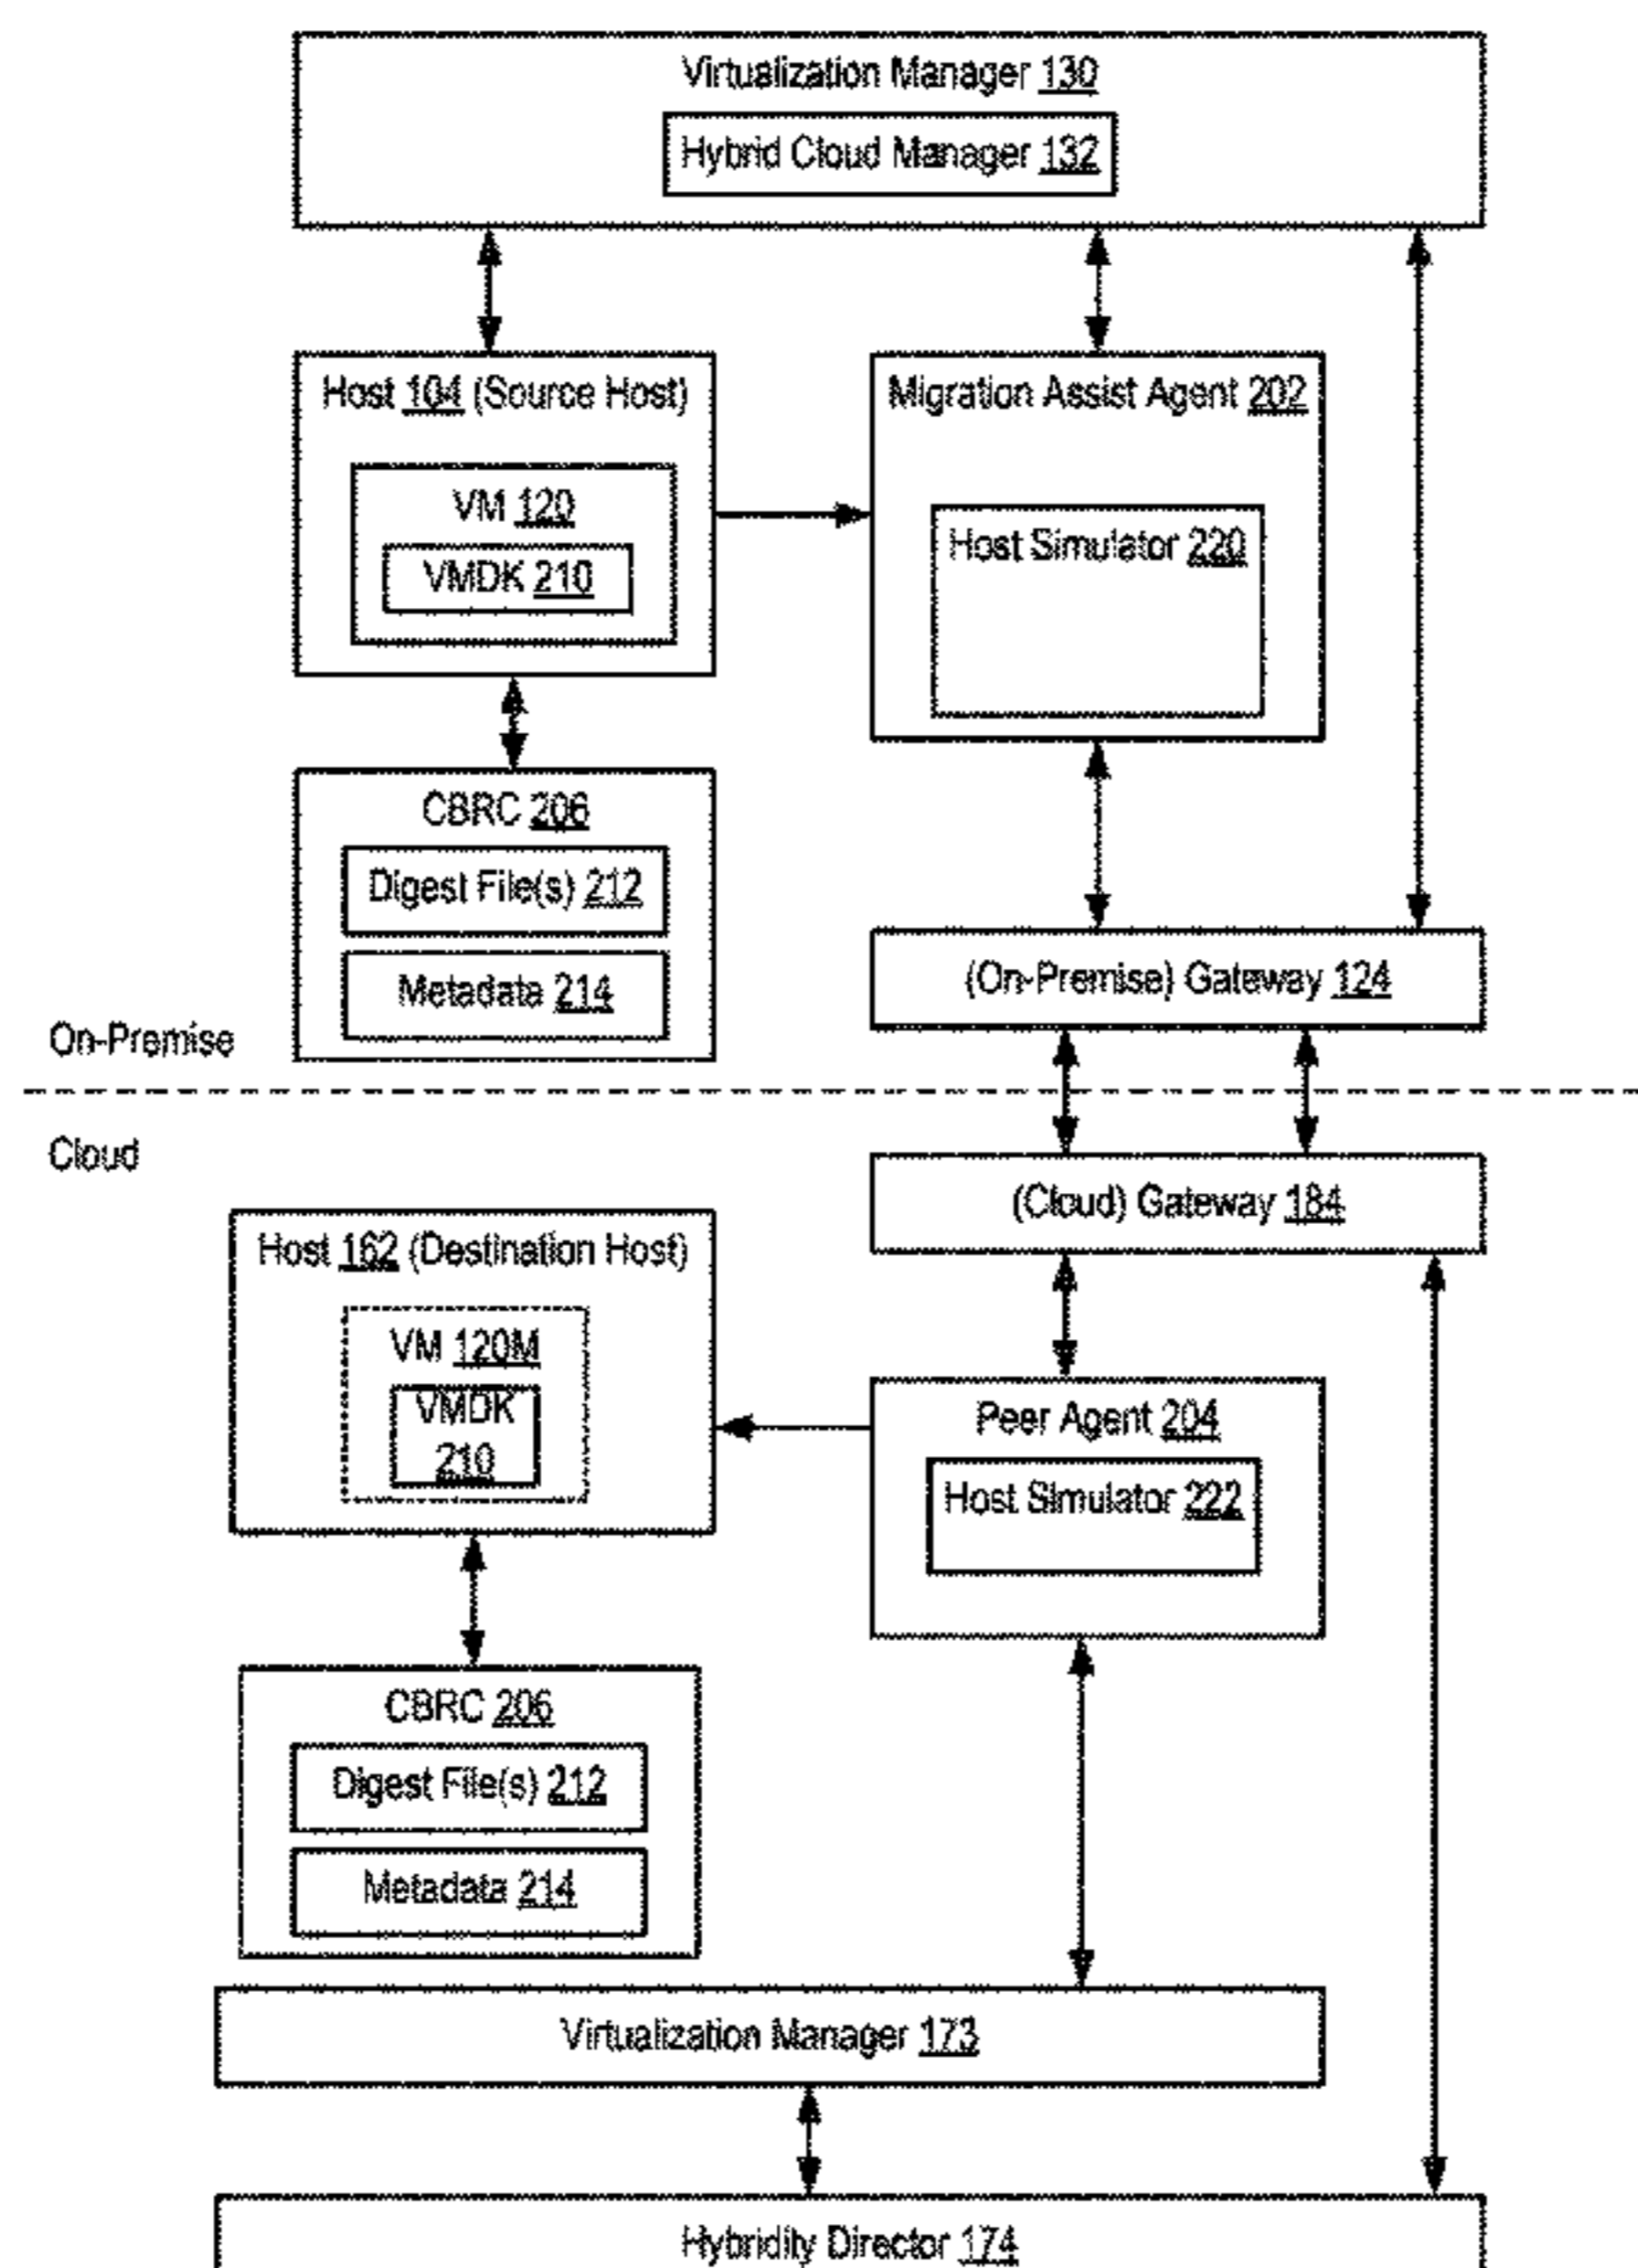 Virtualization Manager 130
Hybrid Cloud Manager 132
Host 104 (Source Host)
VM 120
VMDK 210
Migration Assist Agent 202
Host Simulator 220
CBRC 206
Digest File(s) 212
Metadata 214
(On-Premise) Gateway 124
On-Premise
Cloud
(Cloud) Gateway 184
Host 162 (Destination Host)
VM 120M
VMDK
210
Peer Agent 204
Host Simulator 222
CBRC 206
Digest File(s) 212
Metadata 214
Virtualization Manager 173
Hybridity Director 174